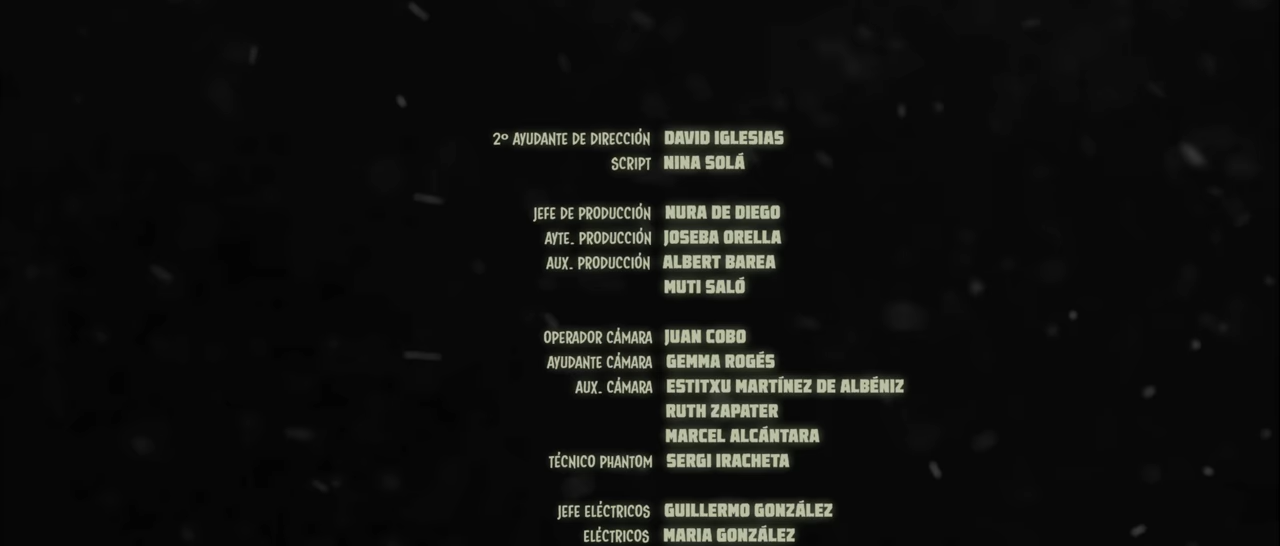 2º AYUDANTE DE DIRECCIÓN DAVID IGLESIAS
SCRIPT NINA SOLÁ
JEFE DE PRODUCCIÓN NURA DE DIEGO
AYTE. PRODUCCIÓN JOSEBA ORELLA
AUX. PRODUCCIÓN ALBERT BAREA
MUTI SALÓ
OPERADOR CÁMARA JUAN COBO
AYUDANTE CÁMARA GEMMA ROGÉS
AUX. CÁMARA ESTITXU MARTÍNEZ DE ALBÉNIZ
RUTH ZAPATER
MARCEL ALCÁNTARA
TÉCNICO PHANTOM SERGI IRACHETA
JEFE ELÉCTRICOS GUILLERMO GONZÁLEZ
ELÉCTRICOS MARIA GONZÁLEZ